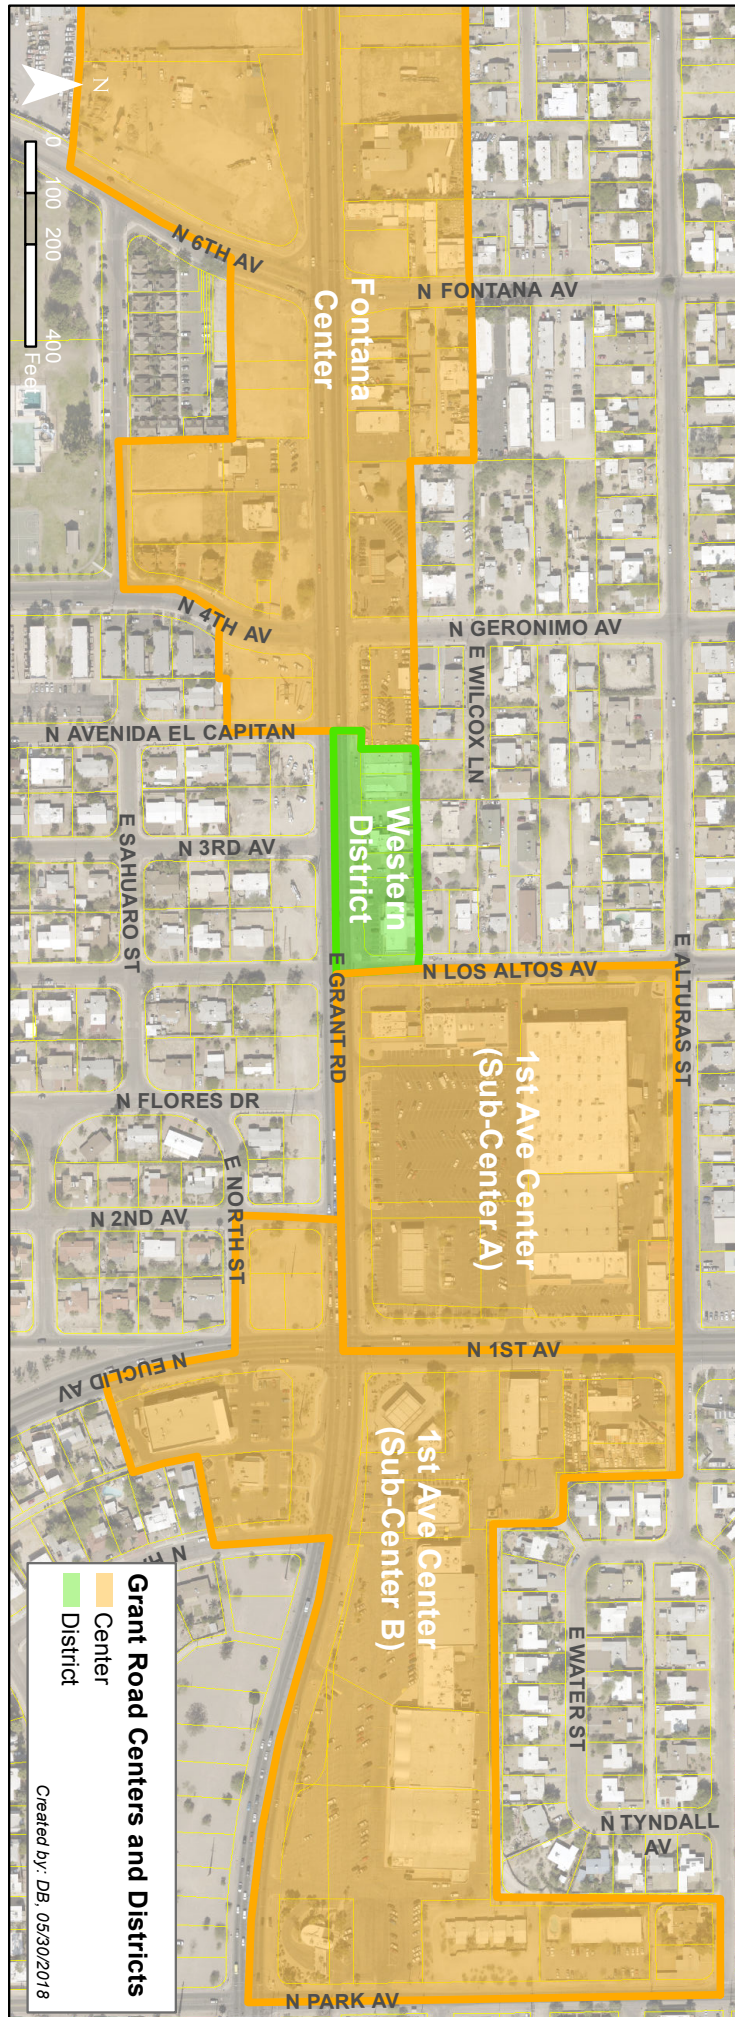 N
0 100 200 400
Feet
N 6TH AV
N FONTANA AV
Fontana
Center
N 4TH AV
N GERONIMO AV
E WILCOX LN
N AVENIDA EL CAPITAN
E SAHUARO ST
N 3RD AV
Western
District
E GRANT RD
N LOS ALTOS AV
E ALTURAS ST
N FLORES DR
E NORTH ST
N 2ND AV
1st Ave Center
(Sub-Center A)
N 1ST AV
N EUCLID AV
1st Ave Center
(Sub-Center B)
E WATER ST
N TYNDALL
AV
N PARK AV
Grant Road Centers and Districts
Center
District
Created by: DB, 05/30/2018